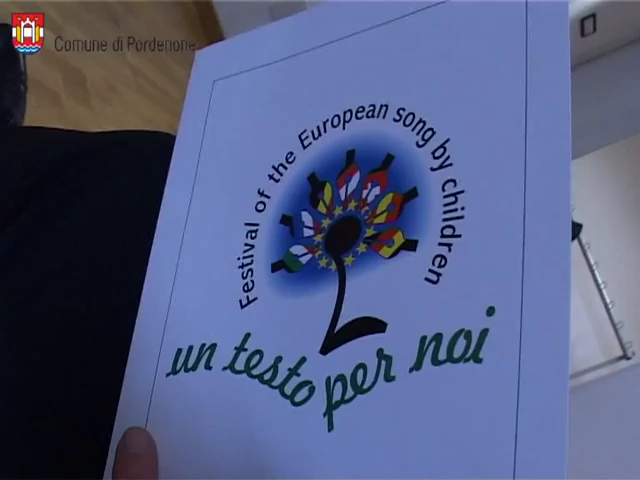 Comune di Pordenone
Festival of the European song by children
un testo per noi